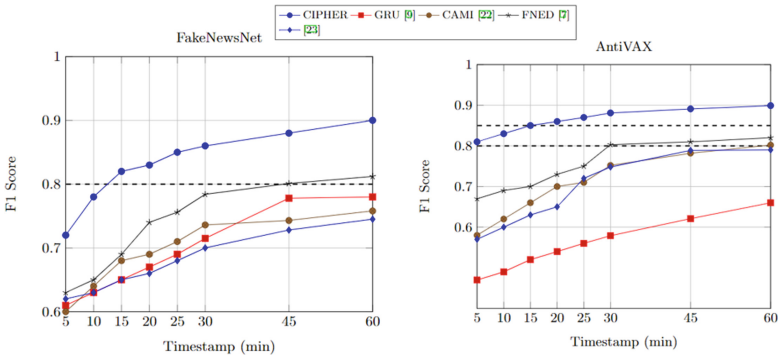 CIPHER GRU [9] CAMI [22] FNED [7]
[23]
FakeNewsNet
AntiVAX
1
0.9
0.8
0.7
0.6
F1 Score
5 10 15 20 25 30 45 60
Timestamp (min)
1
0.9
0.8
0.7
0.6
F1 Score
5 10 15 20 25 30 45 60
Timestamp (min)